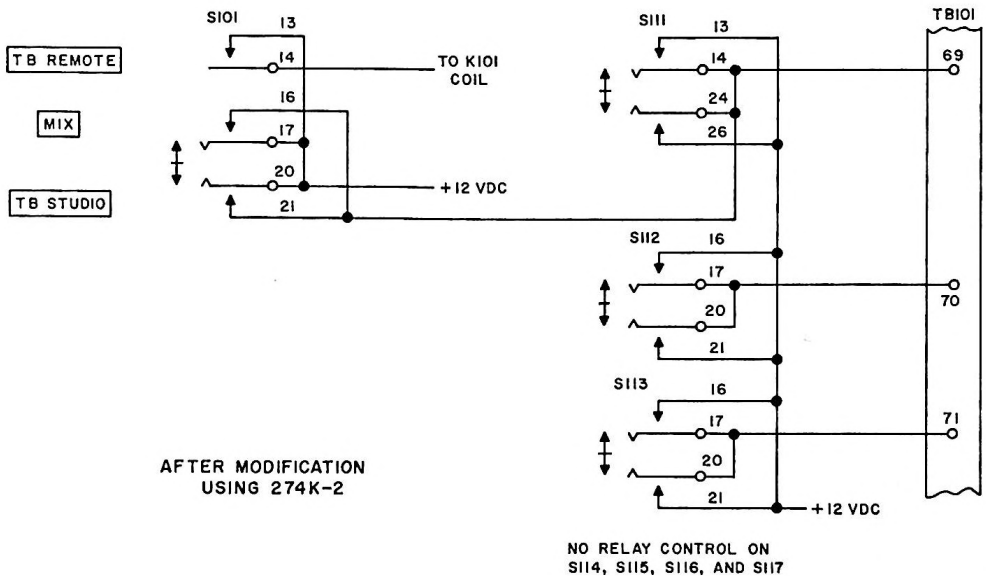 S101
13
TB REMOTE
14
TO K101
COIL
16
MIX
17
20
+12 VDC
TB STUDIO
21
S111
13
14
24
26
TB101
69
S112
16
17
70
20
21
S113
16
17
71
20
21
+12 VDC
AFTER MODIFICATION
USING 274K-2
NO RELAY CONTROL ON
S114, S115, S116, AND S117